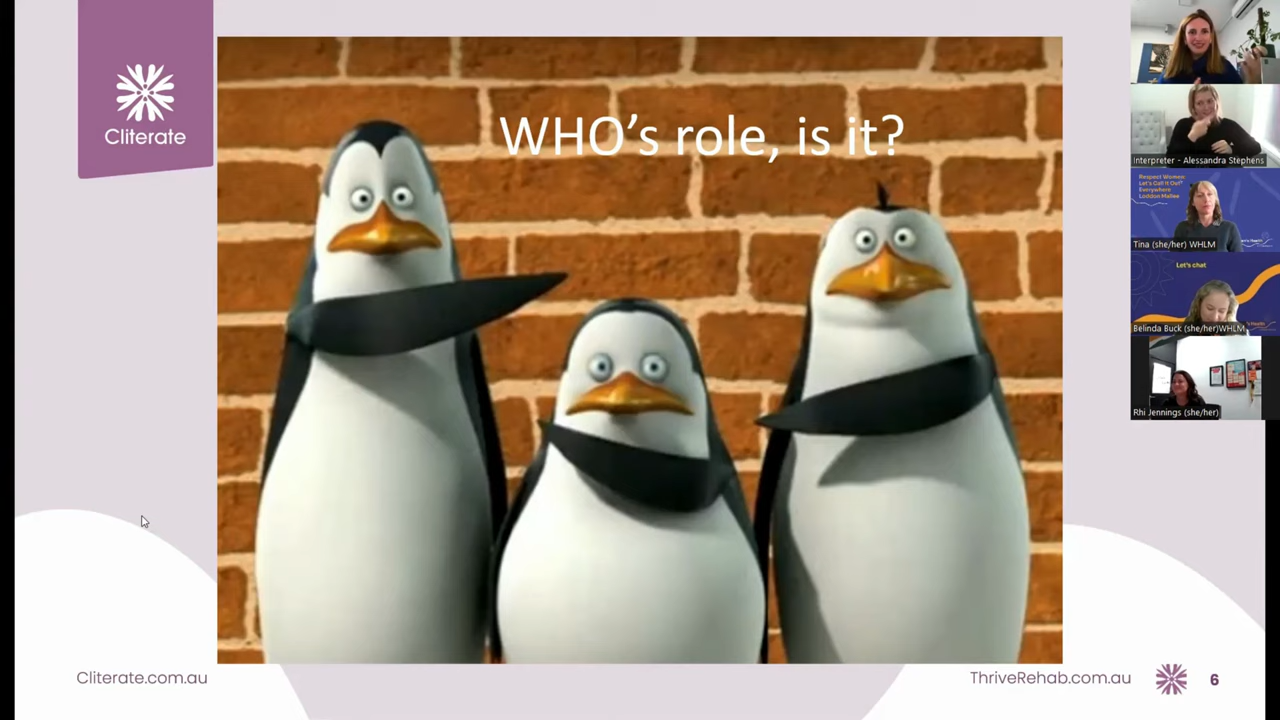 Cliterate
WHO's role, is it?
Interpreter - Alessandra Stephens
Respect Women:
Let's Call It Out
Everywhere
Loddon Mallee
Tina (she/her) WHLM
Let's chat
Belinda Buck (she/her)WHLM
Rhi Jennings (she/her)
Cliterate.com.au
ThriveRehab.com.au
6